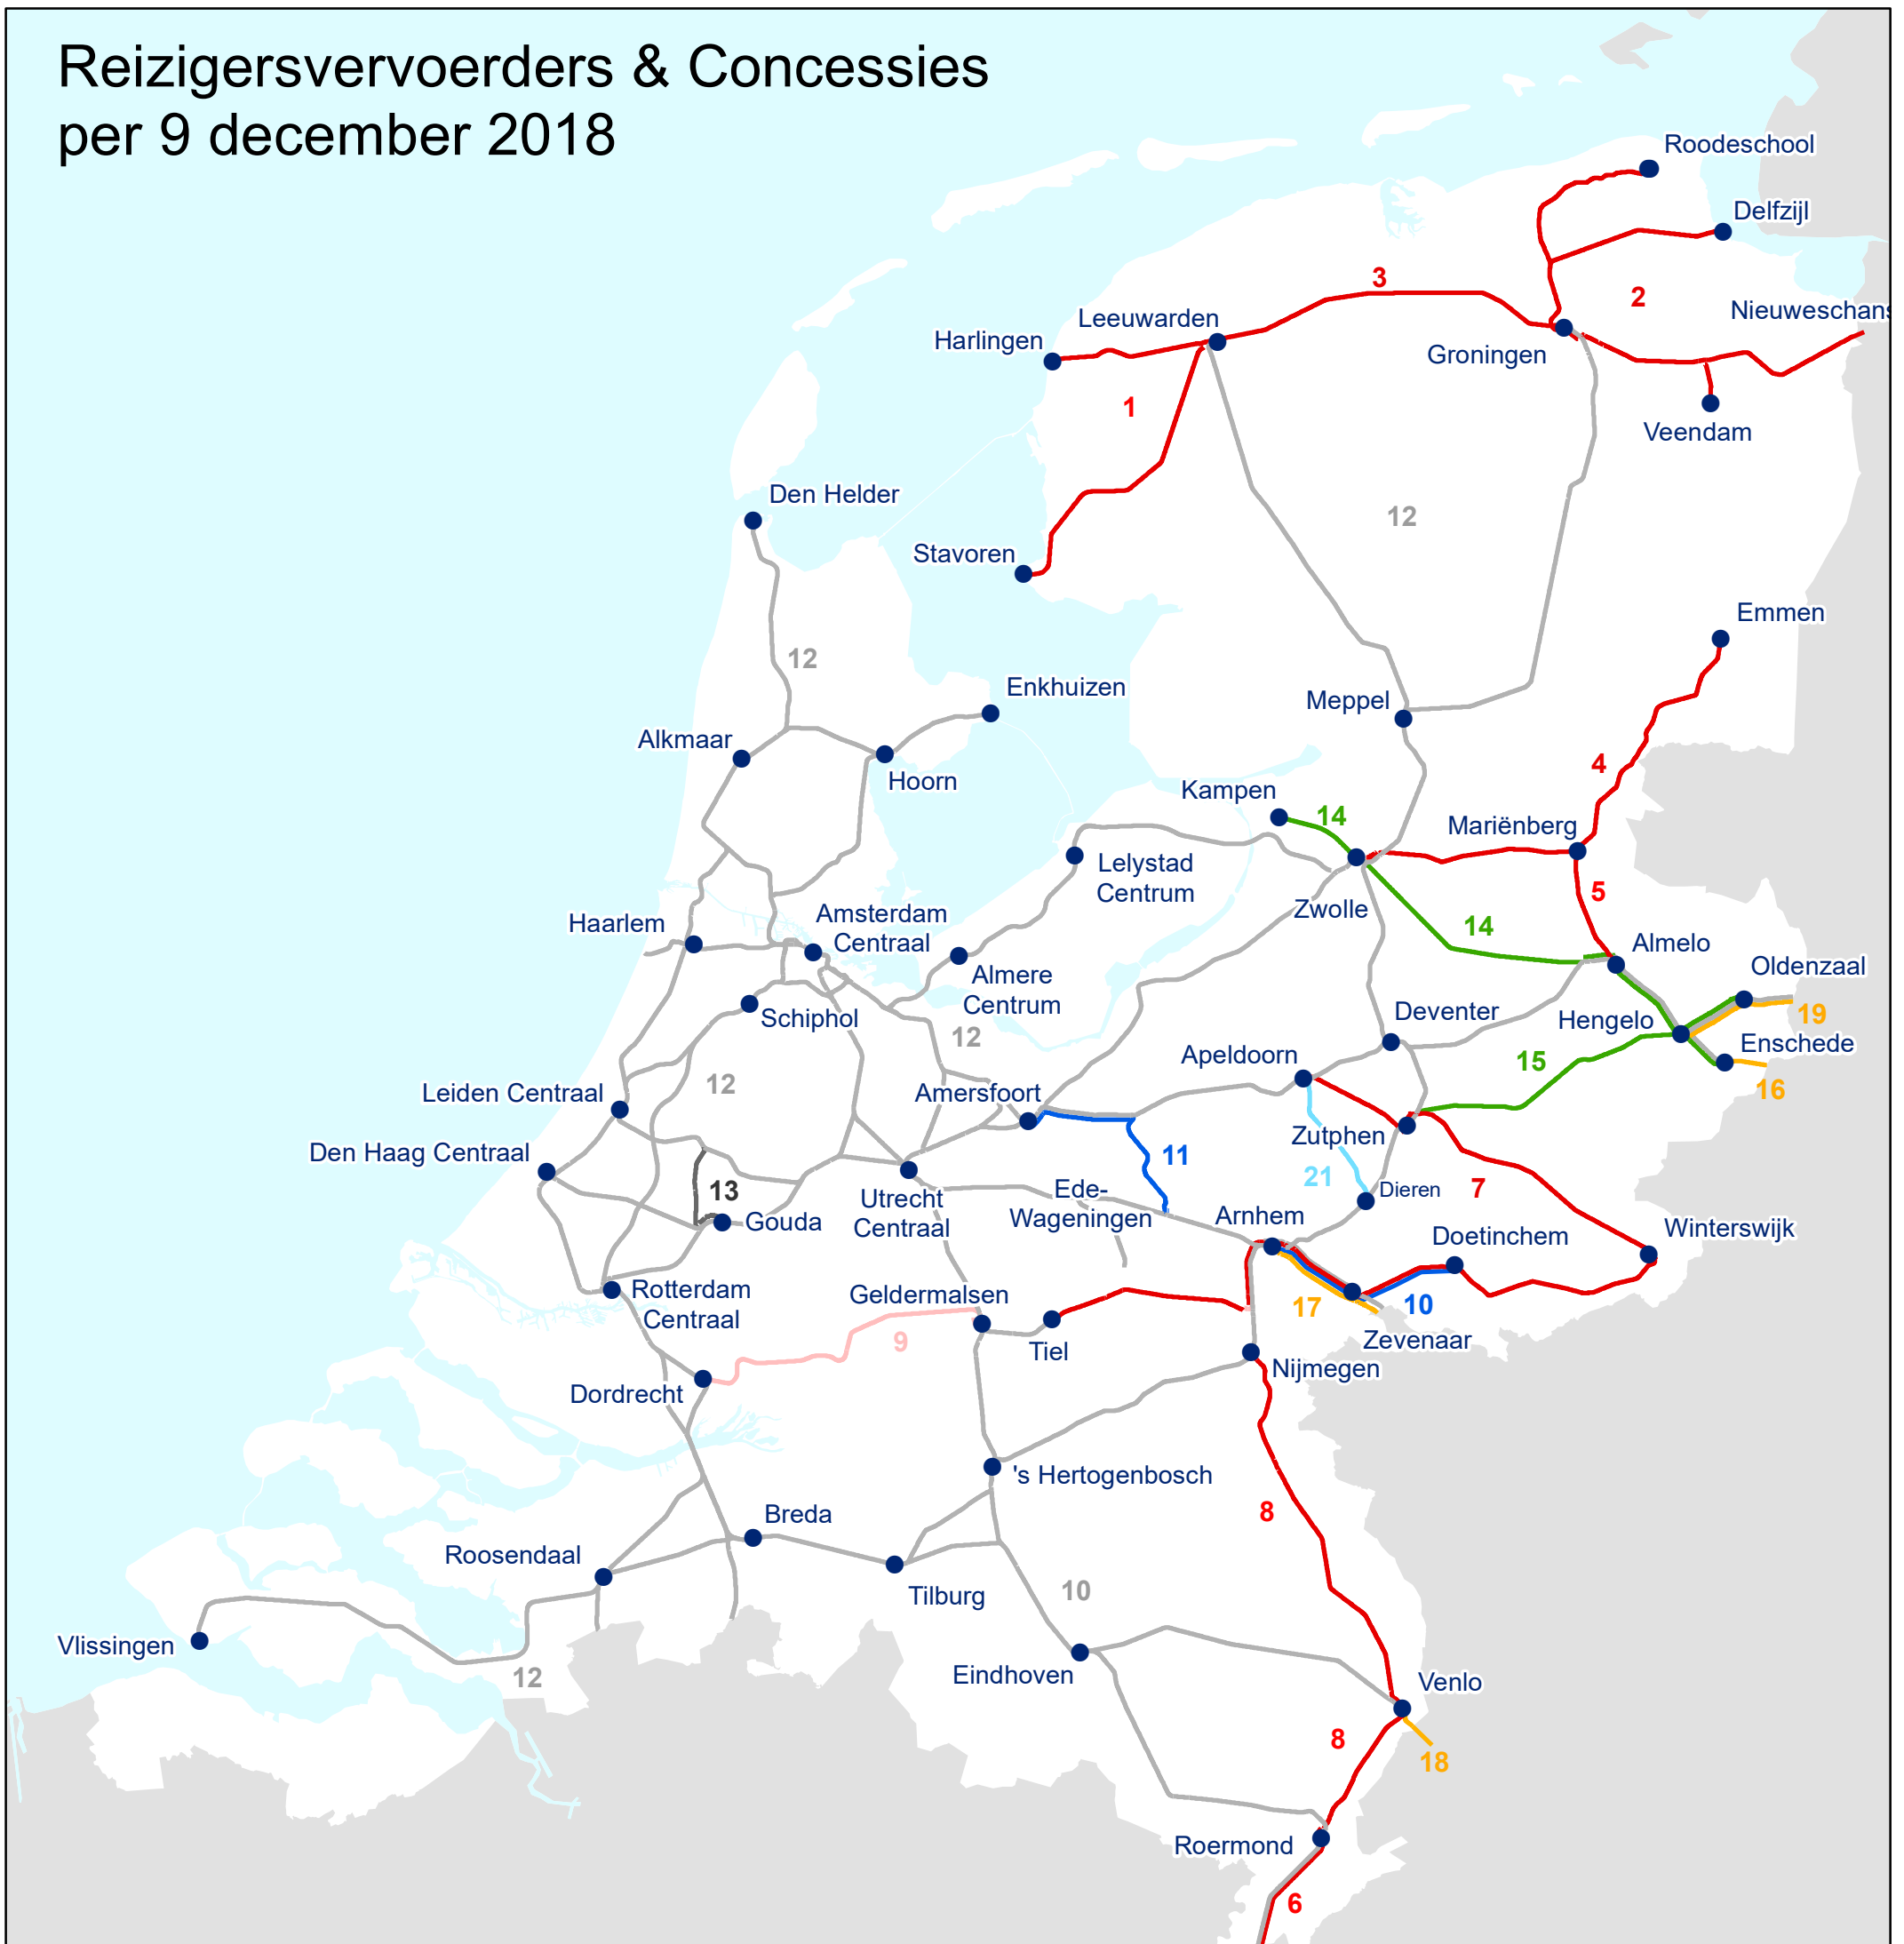 Reizigersvervoerders & Concessies
per 9 december 2018
Roodeschool
Delfzijl
3
2
Nieuweschans
Leeuwarden
Harlingen
Groningen
1
Veendam
Den Helder
12
Stavoren
Emmen
12
Enkhuizen
Meppel
Alkmaar
4
Hoorn
Kampen
14
Mariënberg
Lelystad
Centrum
5
Zwolle
Haarlem
Amsterdam
Centraal
14
Almelo
Oldenzaal
Almere
Centrum
Schiphol
Deventer
Hengelo
19
12
Enschede
Apeldoorn
15
12
16
Leiden Centraal
Amersfoort
Zutphen
Den Haag Centraal
11
21
13
Ede-
Wageningen
Dieren
7
Utrecht
Centraal
Gouda
Arnhem
Winterswijk
Doetinchem
Rotterdam
Centraal
Geldermalsen
17
10
9
Tiel
Zevenaar
Nijmegen
Dordrecht
's Hertogenbosch
8
Breda
Roosendaal
Tilburg
10
Vlissingen
12
Eindhoven
Venlo
8
18
Roermond
6